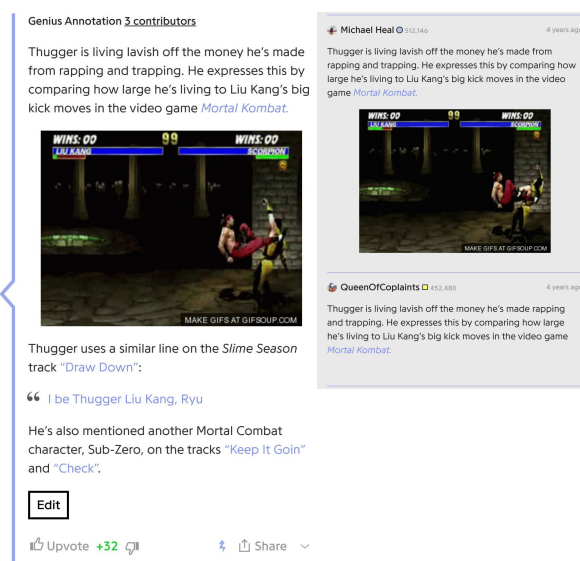 Genius Annotation 3 contributors
Thugger is living lavish off the money he's made
from rapping and trapping. He expresses this by
comparing how large he's living to Liu Kang's big
kick moves in the video game Mortal Kombat.
WINS: 00 99 WINS: 00
LIU KANG SCORPION
MAKE GIFS AT GIFSOUP.COM
Thugger uses a similar line on the Slime Season
track “Draw Down”:
“ I be Thugger Liu Kang, Ryu
He's also mentioned another Mortal Combat
character, Sub-Zero, on the tracks “Keep It Goin”
and “Check”.
Edit
Upvote +32 Share
Michael Heal 512,146 4 years ago
Thugger is living lavish off the money he's made from
rapping and trapping. He expresses this by comparing how
large he's living to Liu Kang's big kick moves in the video
game Mortal Kombat.
WINS: 00 99 WINS: 00
LIU KANG SCORPION
MAKE GIFS AT GIFSOUP.COM
QueenOfCoplaints 452,480 4 years ago
Thugger is living lavish off the money he's made rapping
and trapping. He expresses this by comparing how large
he's living to Liu Kang's big kick moves in the video game
Mortal Kombat.